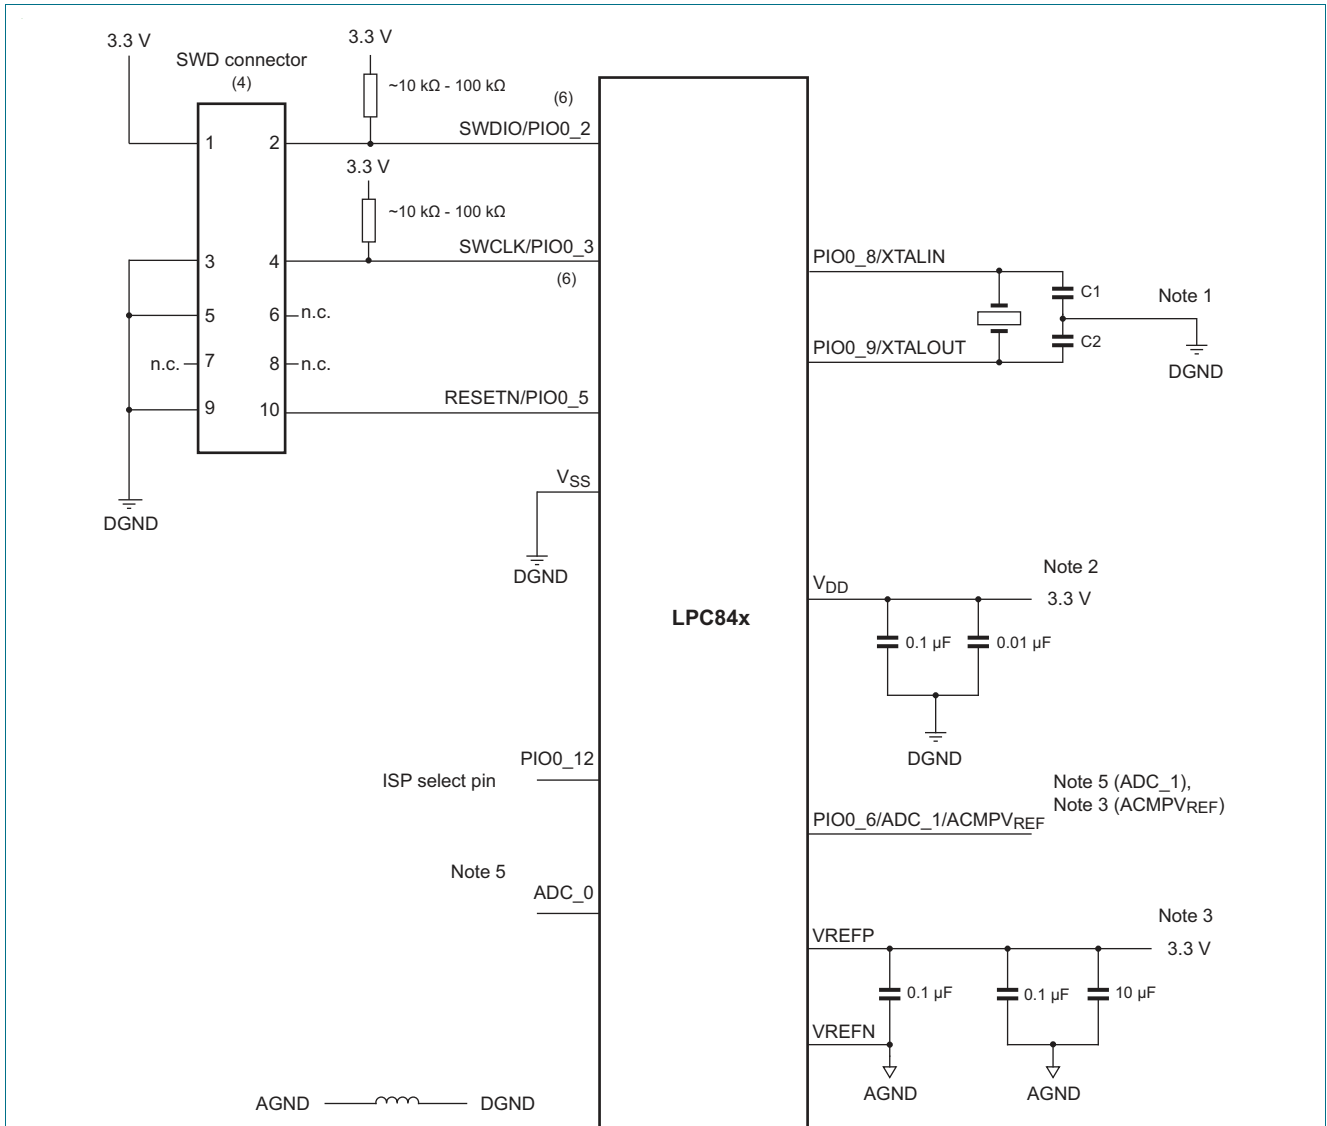 3.3 V
SWD connector
(4)
3.3 V
~10 kΩ - 100 kΩ
(6)
SWDIO/PIO0_2
1
2
3.3 V
~10 kΩ - 100 kΩ
SWCLK/PIO0_3
(6)
3
4
5
6
n.c.
n.c.
7
8
n.c.
9
10
RESETN/PIO0_5
DGND
VSS
DGND
LPC84x
PIO0_8/XTALIN
C1
Note 1
PIO0_9/XTALOUT
C2
DGND
Note 2
VDD
3.3 V
0.1 µF
0.01 µF
DGND
PIO0_12
ISP select pin
Note 5 (ADC_1),
Note 3 (ACMPVREF)
PIO0_6/ADC_1/ACMPVREF
Note 5
ADC_0
Note 3
VREFP
3.3 V
0.1 µF
0.1 µF
10 µF
VREFN
AGND
AGND
AGND
DGND